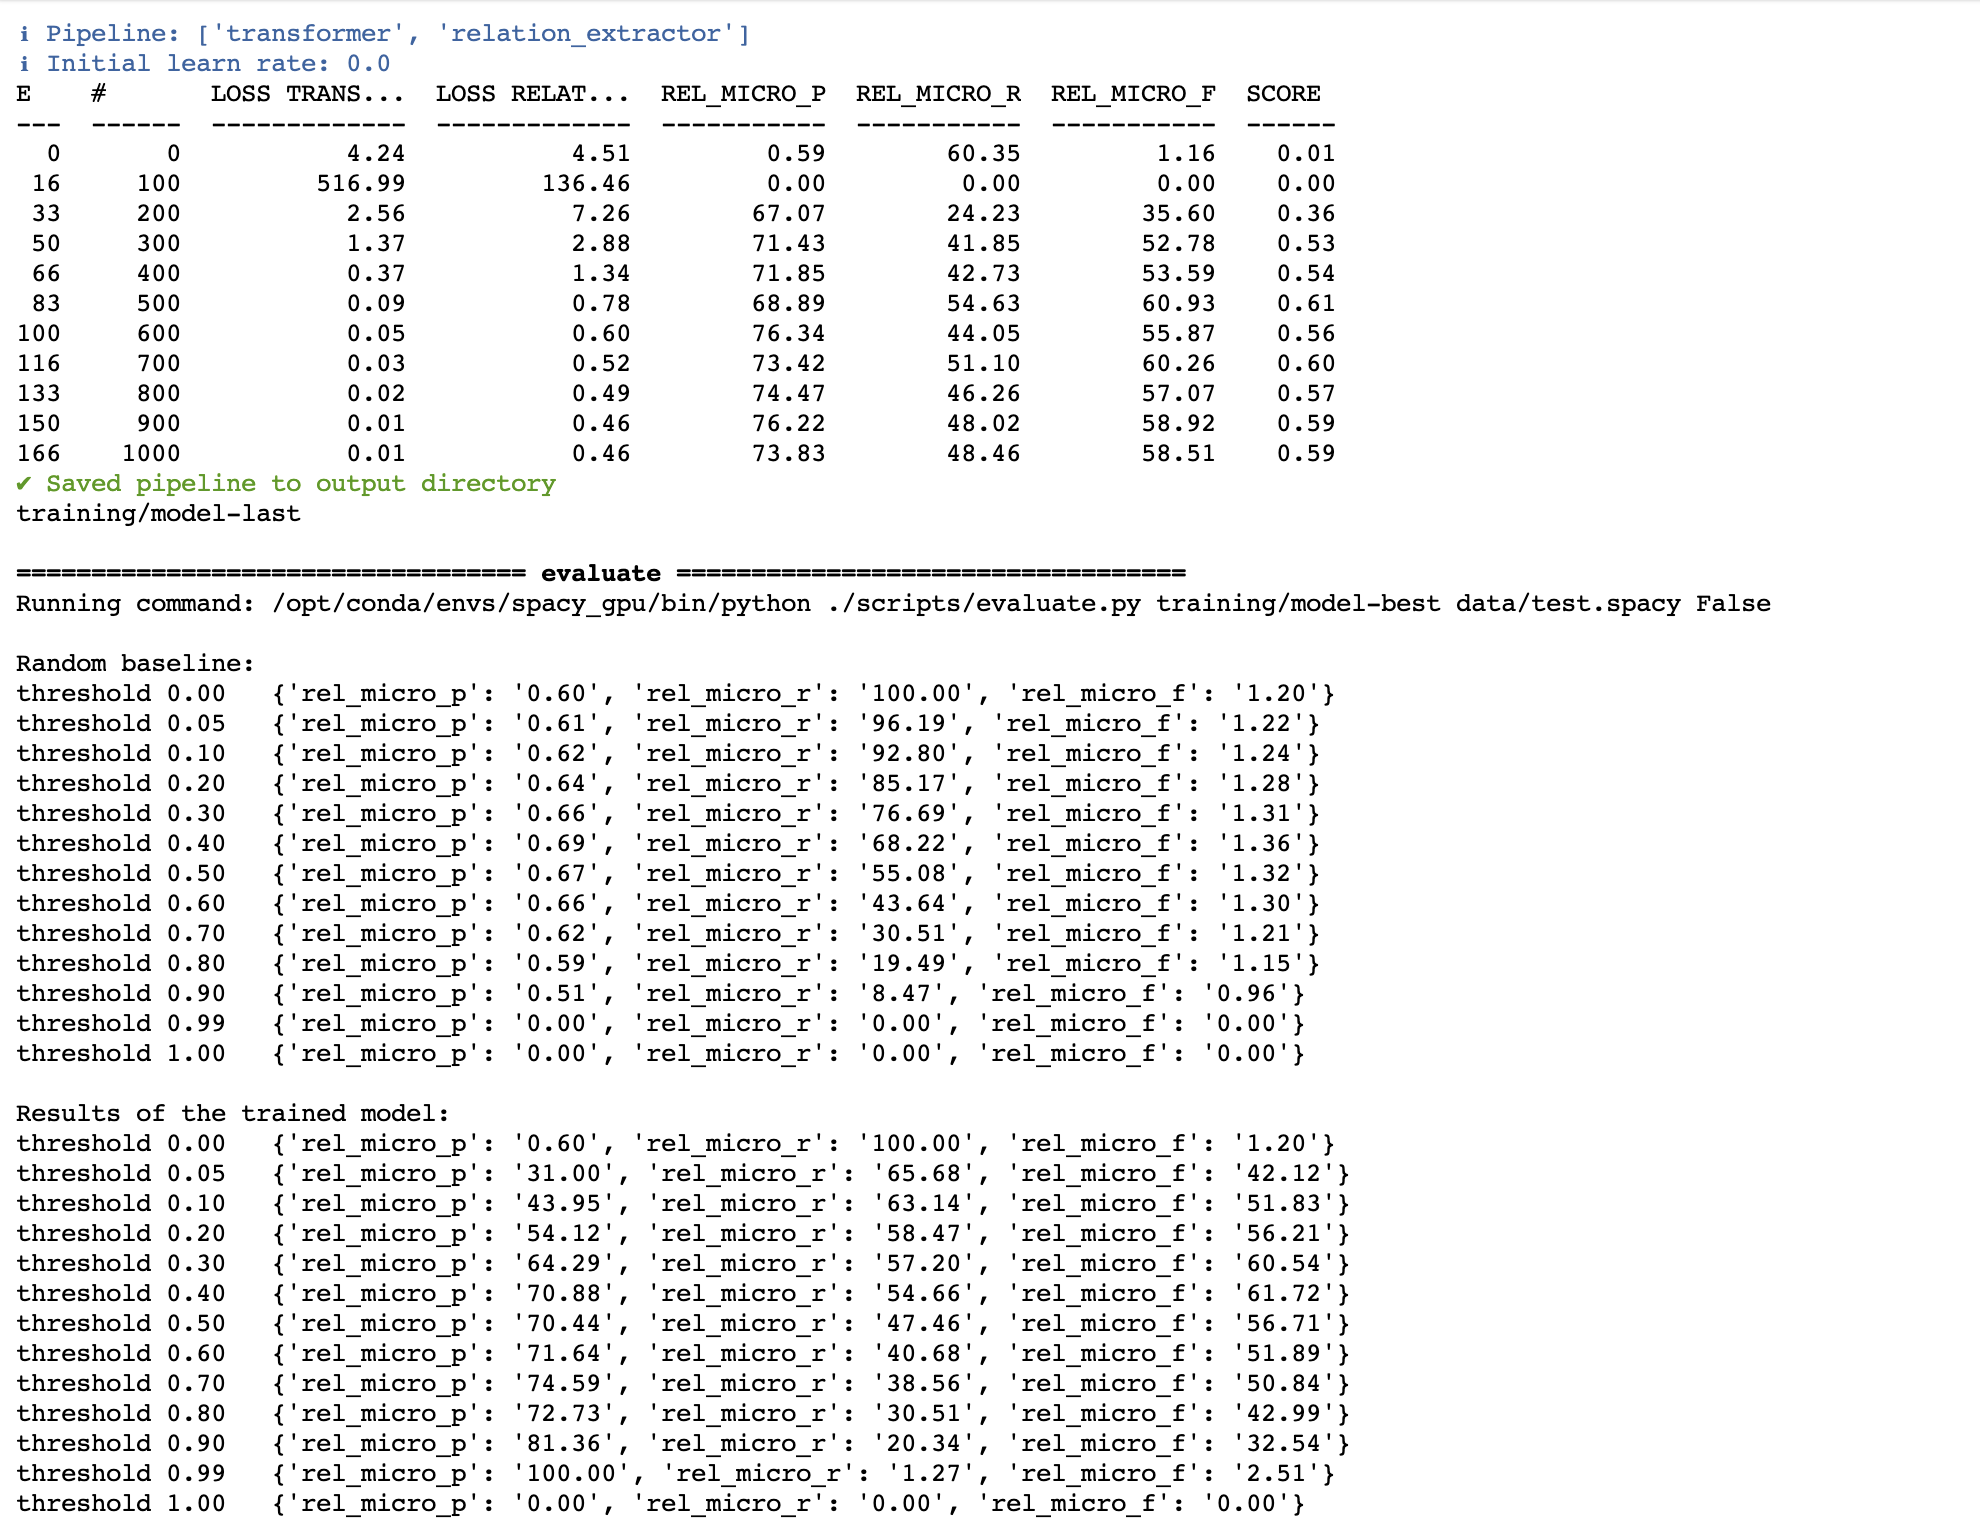 ℹ Pipeline: ['transformer', 'relation_extractor']
ℹ Initial learn rate: 0.0
E    #       LOSS TRANS...  LOSS RELAT...  REL_MICRO_P  REL_MICRO_R  REL_MICRO_F  SCORE
---  ------  -------------  -------------  -----------  -----------  -----------  ------
  0       0           4.24           4.51         0.59        60.35         1.16    0.01
 16     100         516.99         136.46         0.00         0.00         0.00    0.00
 33     200           2.56           7.26        67.07        24.23        35.60    0.36
 50     300           1.37           2.88        71.43        41.85        52.78    0.53
 66     400           0.37           1.34        71.85        42.73        53.59    0.54
 83     500           0.09           0.78        68.89        54.63        60.93    0.61
100     600           0.05           0.60        76.34        44.05        55.87    0.56
116     700           0.03           0.52        73.42        51.10        60.26    0.60
133     800           0.02           0.49        74.47        46.26        57.07    0.57
150     900           0.01           0.46        76.22        48.02        58.92    0.59
166    1000           0.01           0.46        73.83        48.46        58.51    0.59
✔ Saved pipeline to output directory
training/model-last
================================== evaluate ==================================
Running command: /opt/conda/envs/spacy_gpu/bin/python ./scripts/evaluate.py training/model-best data/test.spacy False
Random baseline:
threshold 0.00   {'rel_micro_p': '0.60', 'rel_micro_r': '100.00', 'rel_micro_f': '1.20'}
threshold 0.05   {'rel_micro_p': '0.61', 'rel_micro_r': '96.19', 'rel_micro_f': '1.22'}
threshold 0.10   {'rel_micro_p': '0.62', 'rel_micro_r': '92.80', 'rel_micro_f': '1.24'}
threshold 0.20   {'rel_micro_p': '0.64', 'rel_micro_r': '85.17', 'rel_micro_f': '1.28'}
threshold 0.30   {'rel_micro_p': '0.66', 'rel_micro_r': '76.69', 'rel_micro_f': '1.31'}
threshold 0.40   {'rel_micro_p': '0.69', 'rel_micro_r': '68.22', 'rel_micro_f': '1.36'}
threshold 0.50   {'rel_micro_p': '0.67', 'rel_micro_r': '55.08', 'rel_micro_f': '1.32'}
threshold 0.60   {'rel_micro_p': '0.66', 'rel_micro_r': '43.64', 'rel_micro_f': '1.30'}
threshold 0.70   {'rel_micro_p': '0.62', 'rel_micro_r': '30.51', 'rel_micro_f': '1.21'}
threshold 0.80   {'rel_micro_p': '0.59', 'rel_micro_r': '19.49', 'rel_micro_f': '1.15'}
threshold 0.90   {'rel_micro_p': '0.51', 'rel_micro_r': '8.47', 'rel_micro_f': '0.96'}
threshold 0.99   {'rel_micro_p': '0.00', 'rel_micro_r': '0.00', 'rel_micro_f': '0.00'}
threshold 1.00   {'rel_micro_p': '0.00', 'rel_micro_r': '0.00', 'rel_micro_f': '0.00'}
Results of the trained model:
threshold 0.00   {'rel_micro_p': '0.60', 'rel_micro_r': '100.00', 'rel_micro_f': '1.20'}
threshold 0.05   {'rel_micro_p': '31.00', 'rel_micro_r': '65.68', 'rel_micro_f': '42.12'}
threshold 0.10   {'rel_micro_p': '43.95', 'rel_micro_r': '63.14', 'rel_micro_f': '51.83'}
threshold 0.20   {'rel_micro_p': '54.12', 'rel_micro_r': '58.47', 'rel_micro_f': '56.21'}
threshold 0.30   {'rel_micro_p': '64.29', 'rel_micro_r': '57.20', 'rel_micro_f': '60.54'}
threshold 0.40   {'rel_micro_p': '70.88', 'rel_micro_r': '54.66', 'rel_micro_f': '61.72'}
threshold 0.50   {'rel_micro_p': '70.44', 'rel_micro_r': '47.46', 'rel_micro_f': '56.71'}
threshold 0.60   {'rel_micro_p': '71.64', 'rel_micro_r': '40.68', 'rel_micro_f': '51.89'}
threshold 0.70   {'rel_micro_p': '74.59', 'rel_micro_r': '38.56', 'rel_micro_f': '50.84'}
threshold 0.80   {'rel_micro_p': '72.73', 'rel_micro_r': '30.51', 'rel_micro_f': '42.99'}
threshold 0.90   {'rel_micro_p': '81.36', 'rel_micro_r': '20.34', 'rel_micro_f': '32.54'}
threshold 0.99   {'rel_micro_p': '100.00', 'rel_micro_r': '1.27', 'rel_micro_f': '2.51'}
threshold 1.00   {'rel_micro_p': '0.00', 'rel_micro_r': '0.00', 'rel_micro_f': '0.00'}